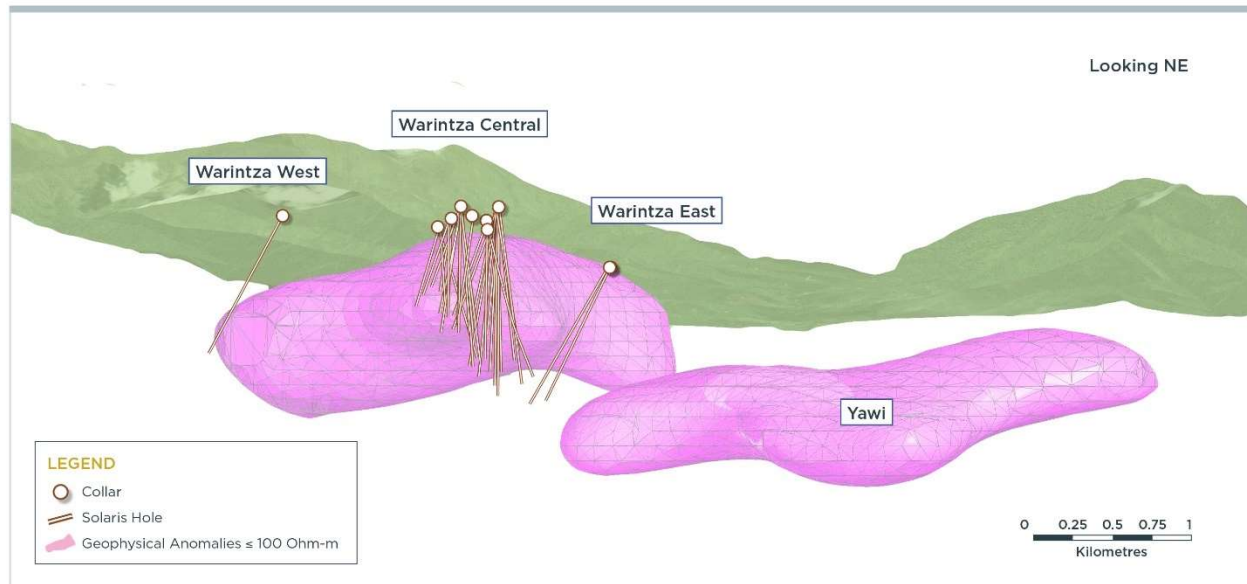 Looking NE
Warintza Central
Warintza West
Warintza East
Yawi
LEGEND
Collar
Solaris Hole
Geophysical Anomalies ≤ 100 Ohm-m
0 0.25 0.5 0.75 1
Kilometres